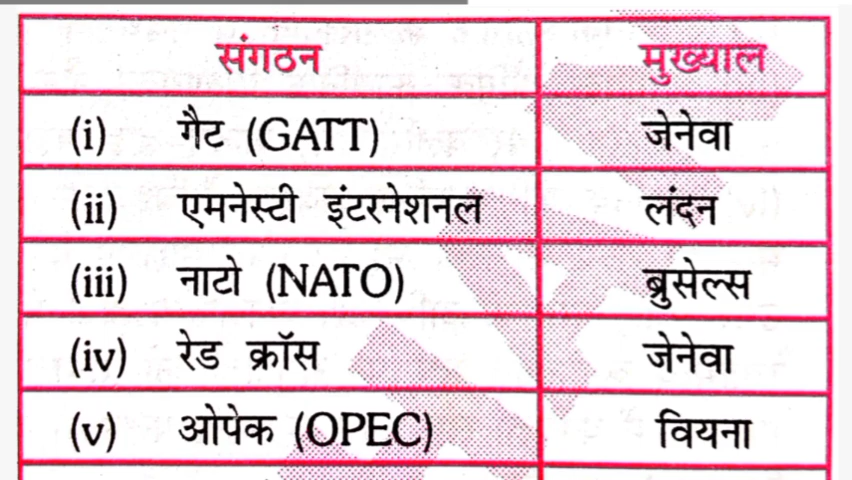 संगठन मुख्याल
(i) गैट (GATT) जेनेवा
(ii) एमनेस्टी इंटरनेशनल लंदन
(iii) नाटो (NATO) ब्रुसेल्स
(iv) रेड क्रॉस जेनेवा
(v) ओपेक (OPEC) वियना